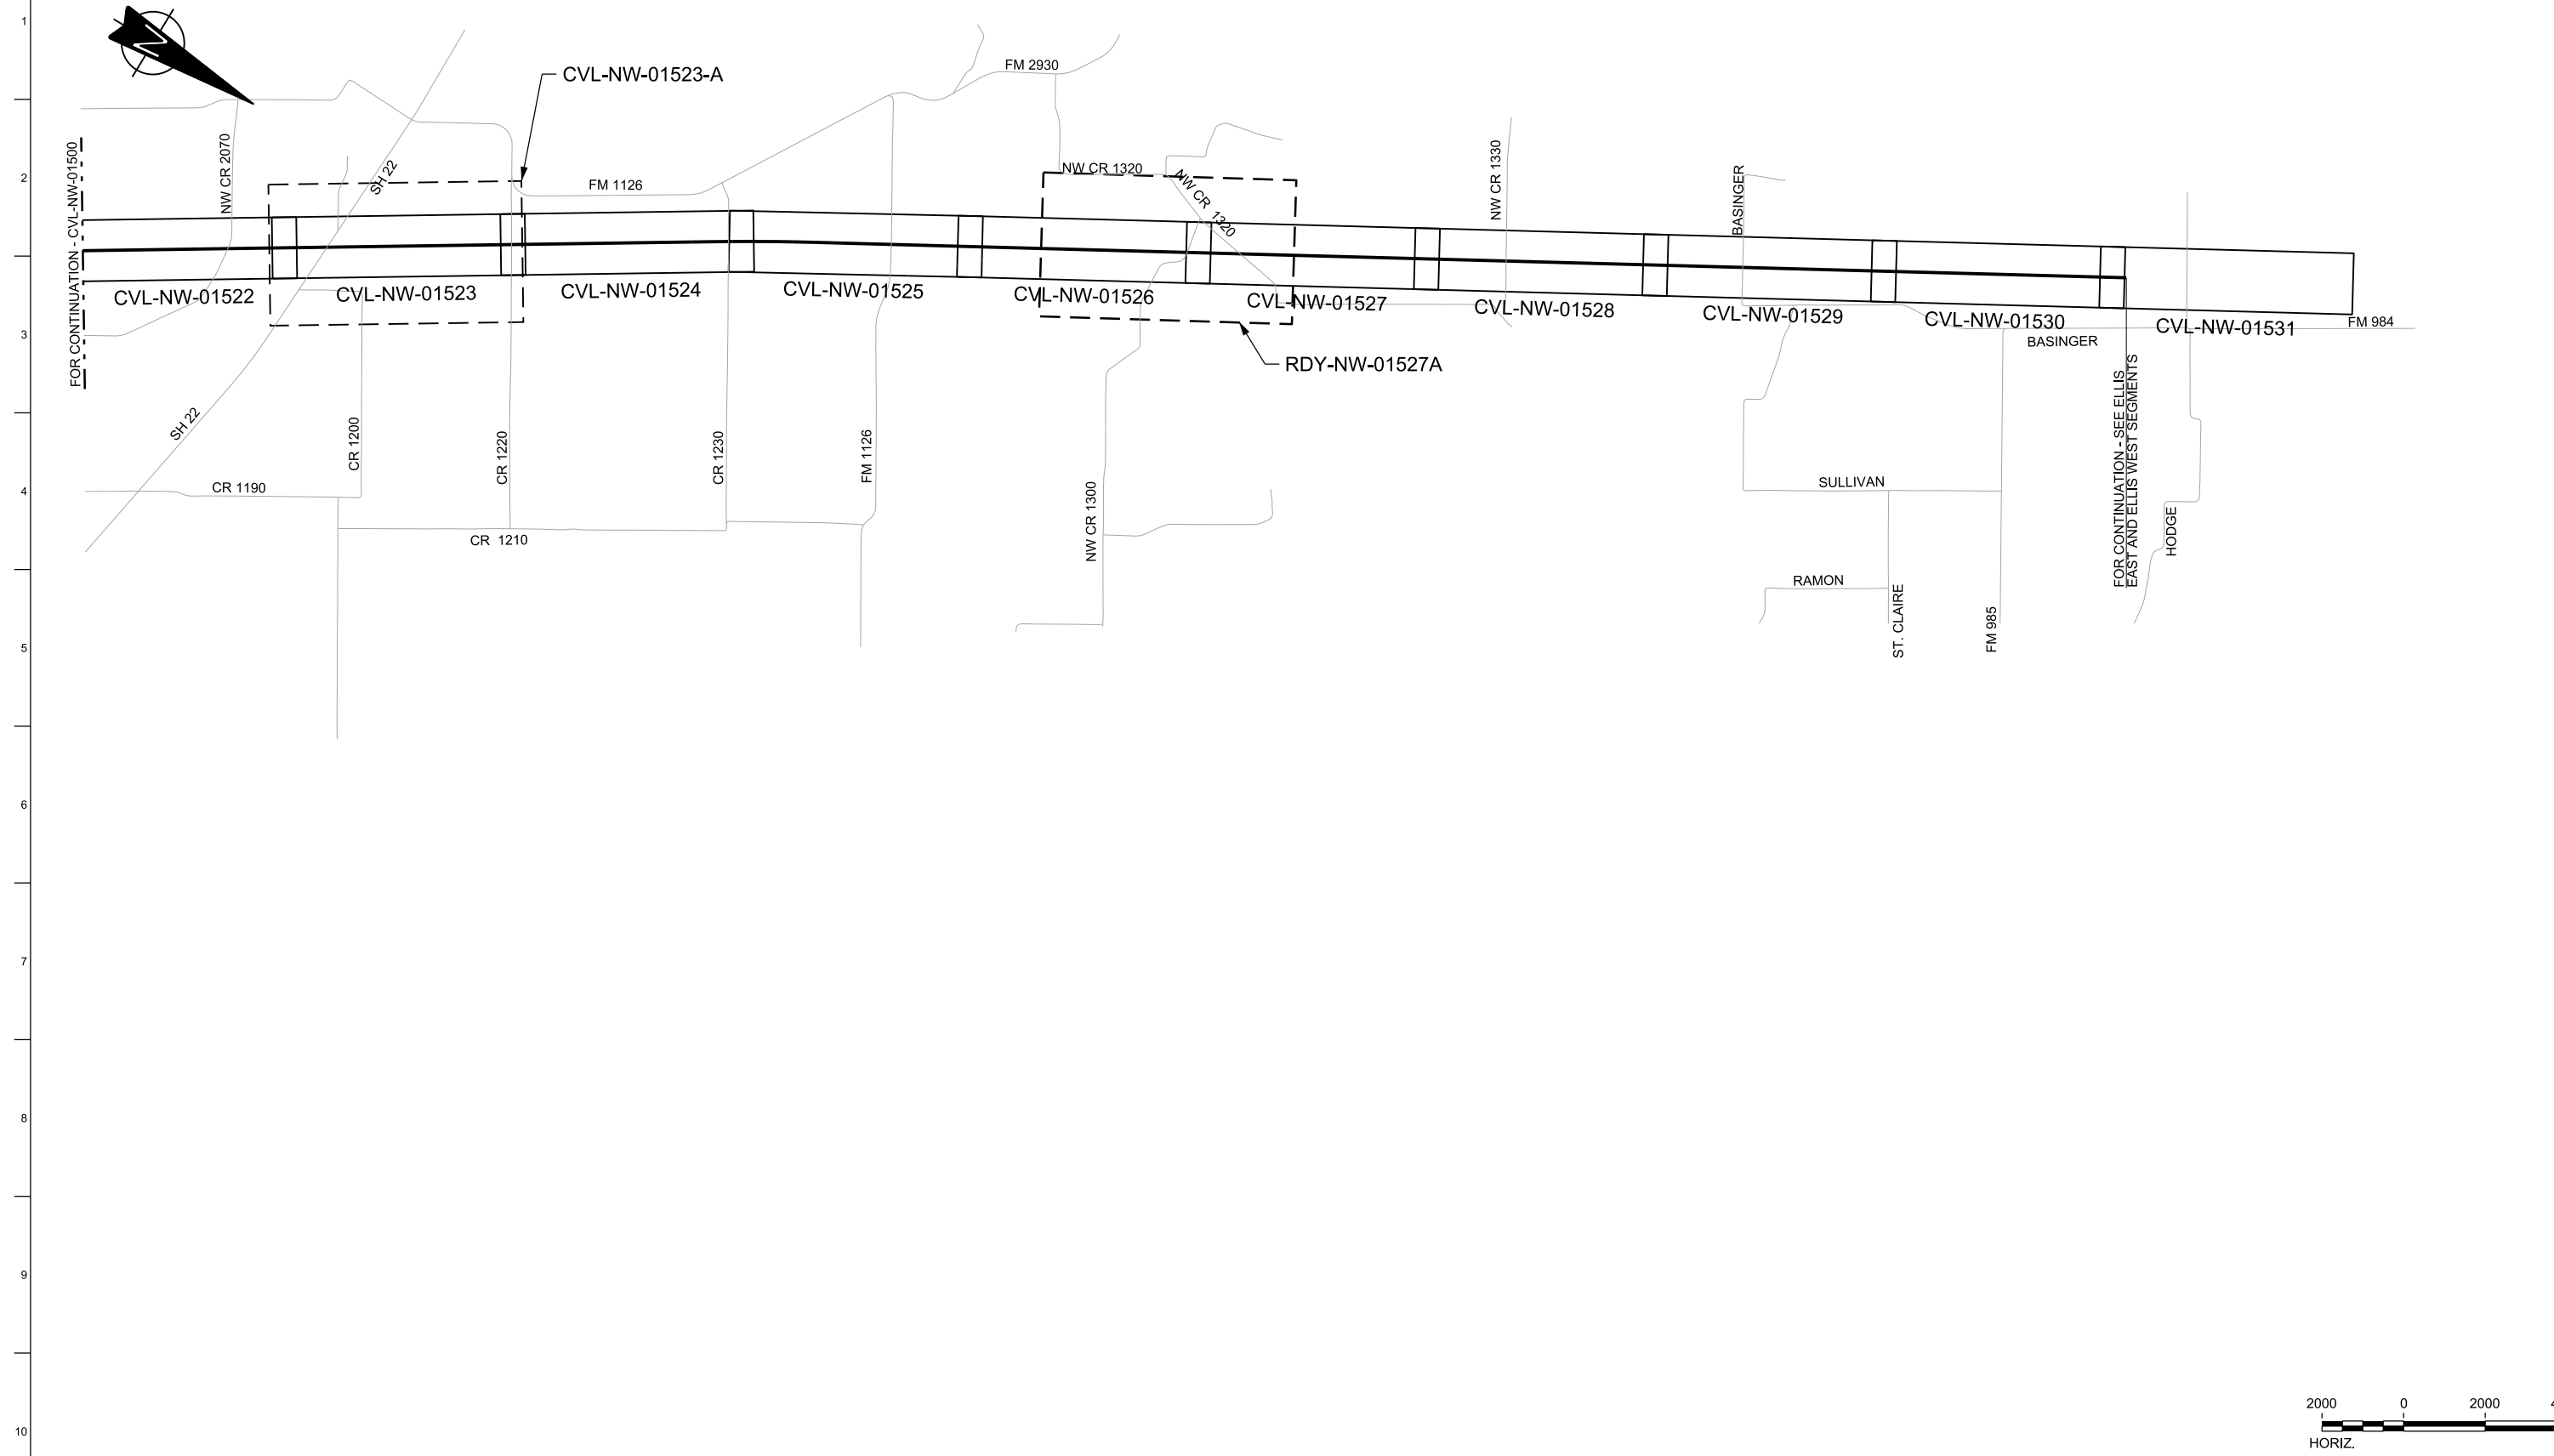 1
2
3
4
5
6
7
8
9
10
N
CVL-NW-01523-A
FM 2930
FOR CONTINUATION - CVL-NW-01500
NW CR 2070
SH 22
FM 1126
NW CR 1320
NW CR 1320
NW CR 1330
BASINGER
CVL-NW-01522
CVL-NW-01523
CVL-NW-01524
CVL-NW-01525
CVL-NW-01526
CVL-NW-01527
CVL-NW-01528
CVL-NW-01529
CVL-NW-01530
CVL-NW-01531
FM 984
BASINGER
RDY-NW-01527A
SH 22
CR 1200
CR 1220
CR 1230
FM 1126
CR 1190
CR 1210
NW CR 1300
SULLIVAN
RAMON
ST. CLAIRE
FM 985
FOR CONTINUATION - SEE ELLIS
EAST AND ELLIS WEST SEGMENTS
HODGE
2000 0 2000
HORIZ.